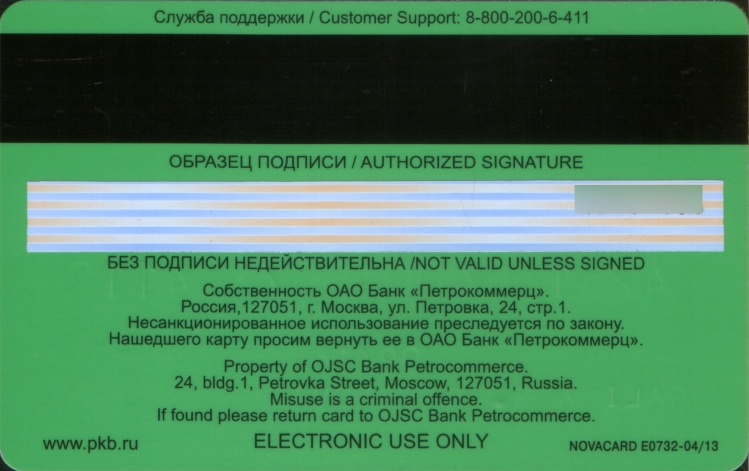 Служба поддержки / Customer Support: 8-800-200-6-411
ОБРАЗЕЦ ПОДПИСИ / AUTHORIZED SIGNATURE
БЕЗ ПОДПИСИ НЕДЕЙСТВИТЕЛЬНА /NOT VALID UNLESS SIGNED
Собственность ОАО Банк «Петрокоммерц».
Россия,127051, г. Москва, ул. Петровка, 24, стр.1.
Несанкционированное использование преследуется по закону.
Нашедшего карту просим вернуть ее в ОАО Банк «Петрокоммерц».
Property of OJSC Bank Petrocommerce.
24, bldg.1, Petrovka Street, Moscow, 127051, Russia.
Misuse is a criminal offence.
If found please return card to OJSC Bank Petrocommerce.
www.pkb.ru
ELECTRONIC USE ONLY
NOVACARD E0732-04/13